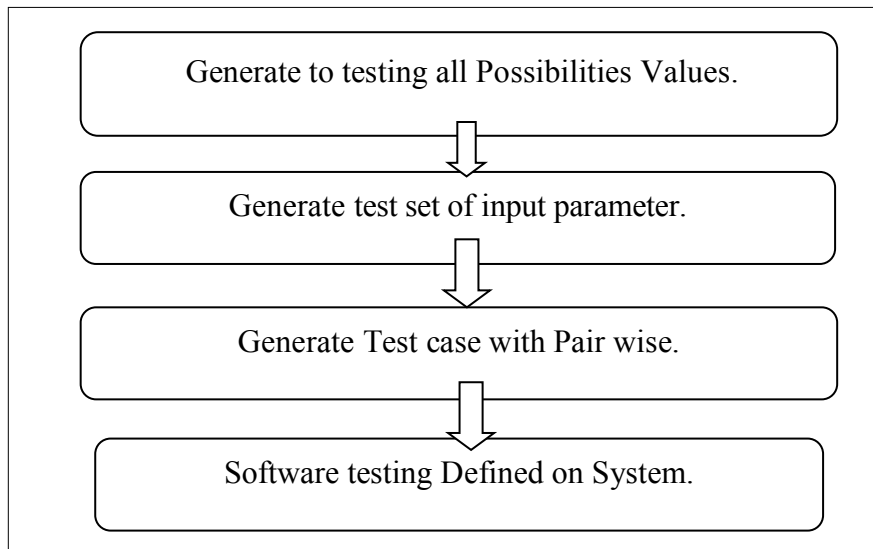 Generate to testing all Possibilities Values.
Generate test set of input parameter.
Generate Test case with Pair wise.
Software testing Defined on System.